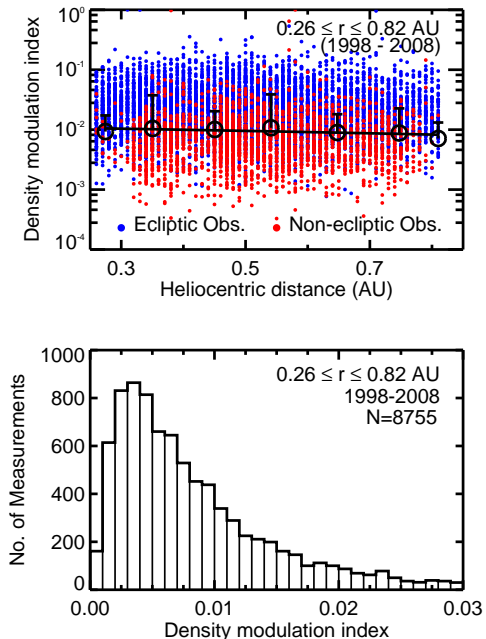 10^0
0.26 ≤ r ≤ 0.82 AU
(1998 - 2008)
10^-1
10^-2
10^-3
10^-4
Density modulation index
Ecliptic Obs. Non-ecliptic Obs.
0.3 0.5 0.7
Heliocentric distance (AU)
1000
0.26 ≤ r ≤ 0.82 AU
800
1998-2008
N=8755
600
400
200
0
No. of Measurements
0.00 0.01 0.02 0.03
Density modulation index